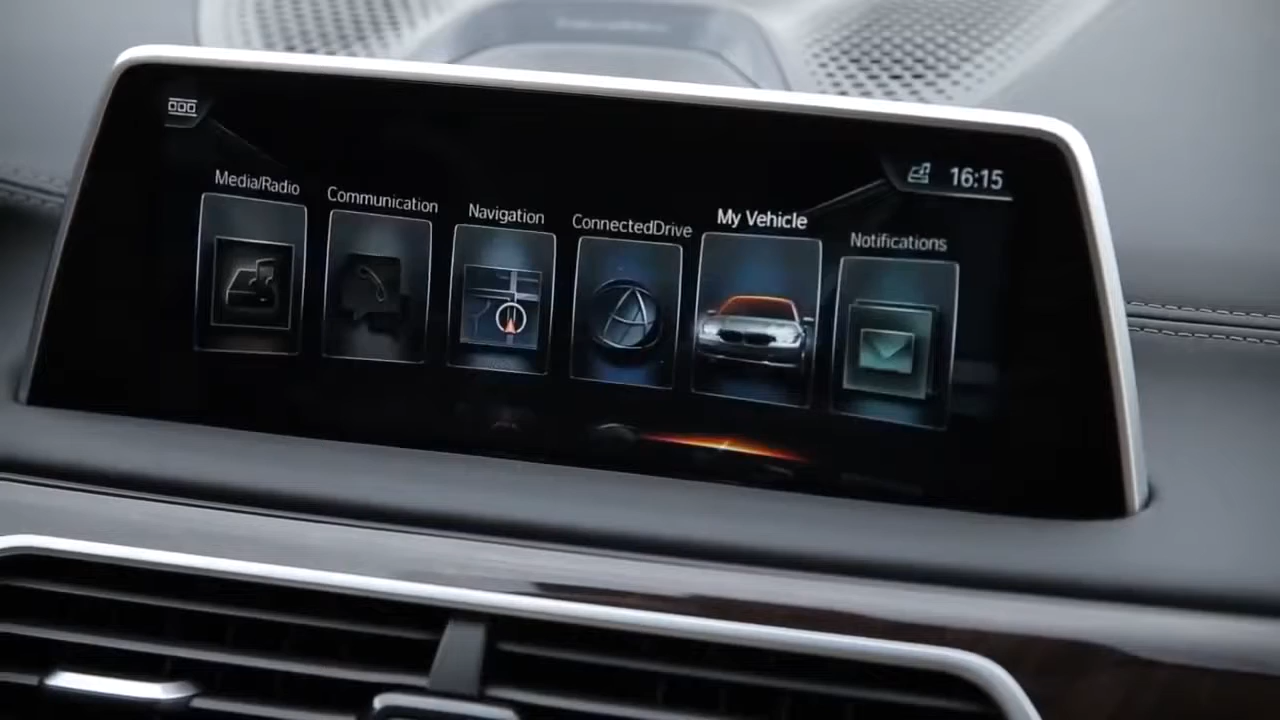 16:15
Media/Radio
Communication
Navigation
ConnectedDrive
My Vehicle
Notifications